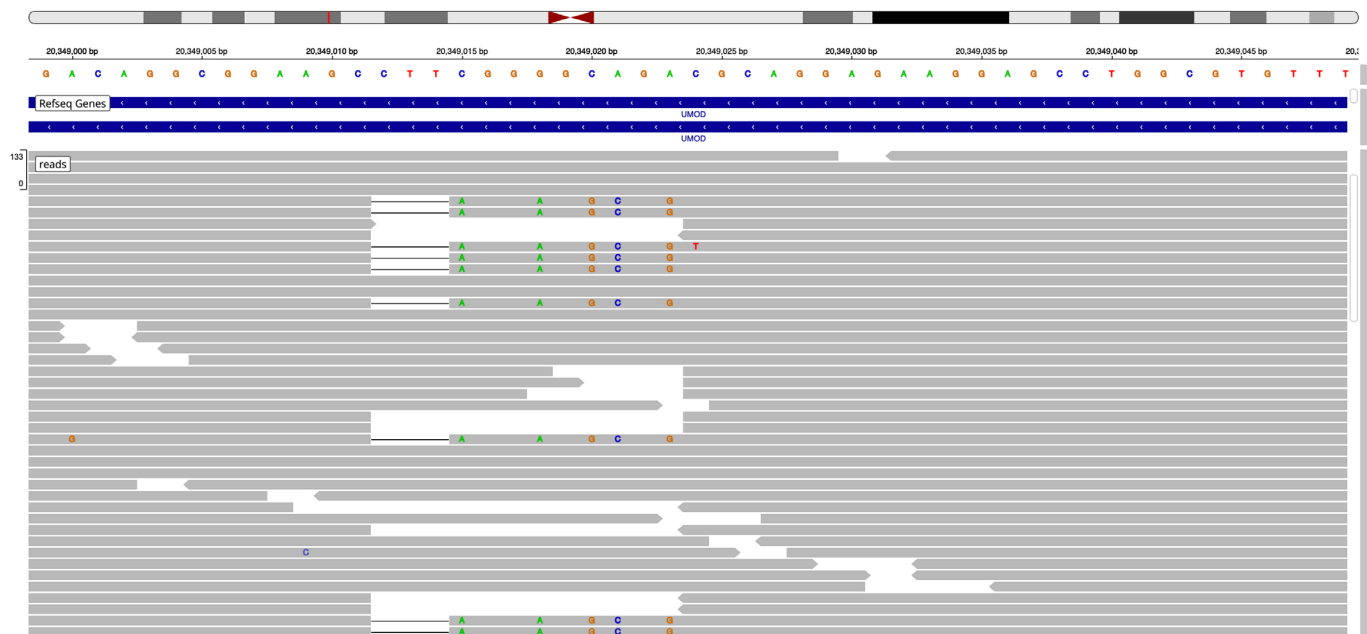 20,349,000 bp 20,349,005 bp 20,349,010 bp 20,349,015 bp 20,349,020 bp 20,349,025 bp 20,349,030 bp 20,349,035 bp 20,349,040 bp 20,349,045 bp
G A C A G G C G G A A G C C T T C G G G G C A G A C G C A G G A G A A G G A G C C T G G C G T G T T T
Refseq Genes
UMOD
UMOD
133
reads
0
A A G C G
A A G C G
A A G C G T
A A G C G
A A G C G
A A G C G
G A A G C G
C
A A G C G
A A G C G